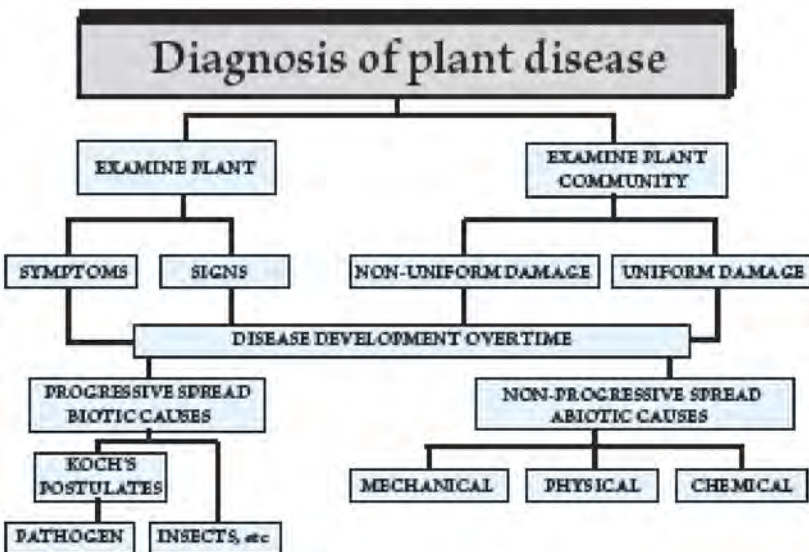 Diagnosis of plant disease
EXAMINE PLANT
EXAMINE PLANT
COMMUNITY
SYMPTOMS
SIGNS
NON-UNIFORM DAMAGE
UNIFORM DAMAGE
DISEASE DEVELOPMENT OVERTIME
PROGRESSIVE SPREAD
BIOTIC CAUSES
NON-PROGRESSIVE SPREAD
ABIOTIC CAUSES
KOCH'S
POSTULATES
MECHANICAL
PHYSICAL
CHEMICAL
PATHOGEN
INSECTS, etc